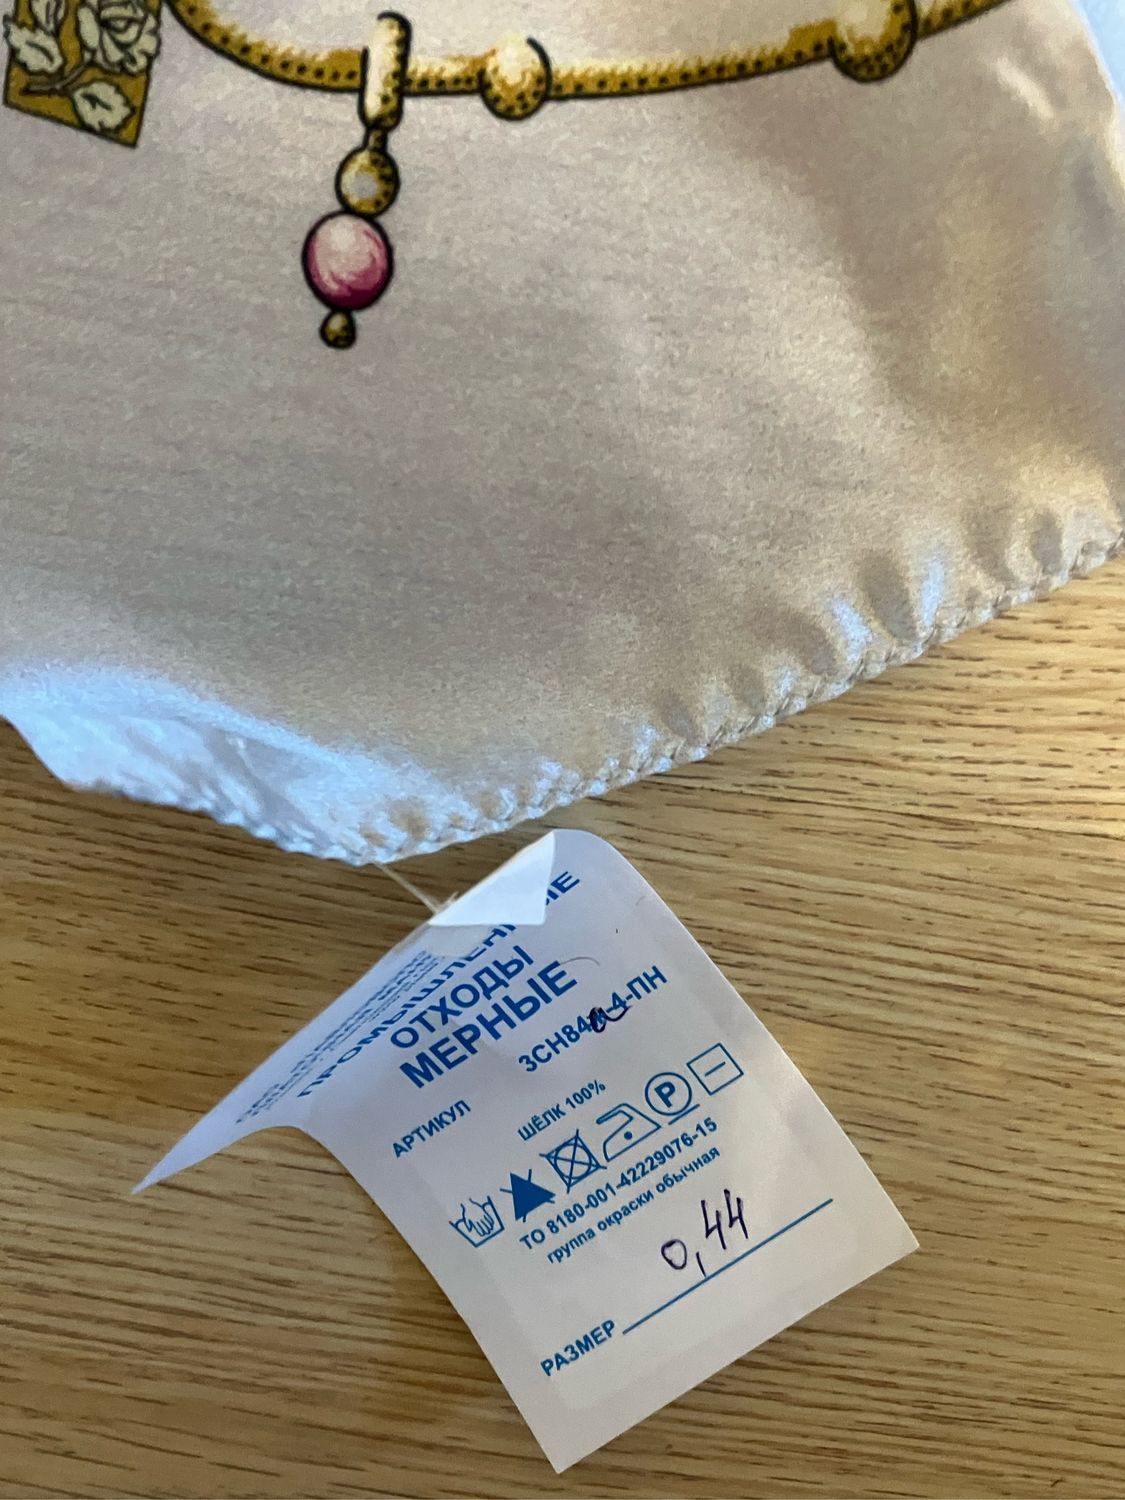 ПРОМЫШЛЕННЫЕ
ОТХОДЫ
МЕРНЫЕ
АРТИКУЛ
ШЁЛК 100%
P
ТО 8180-001-42229076-15
группа окраски обычная
0,44
РАЗМЕР